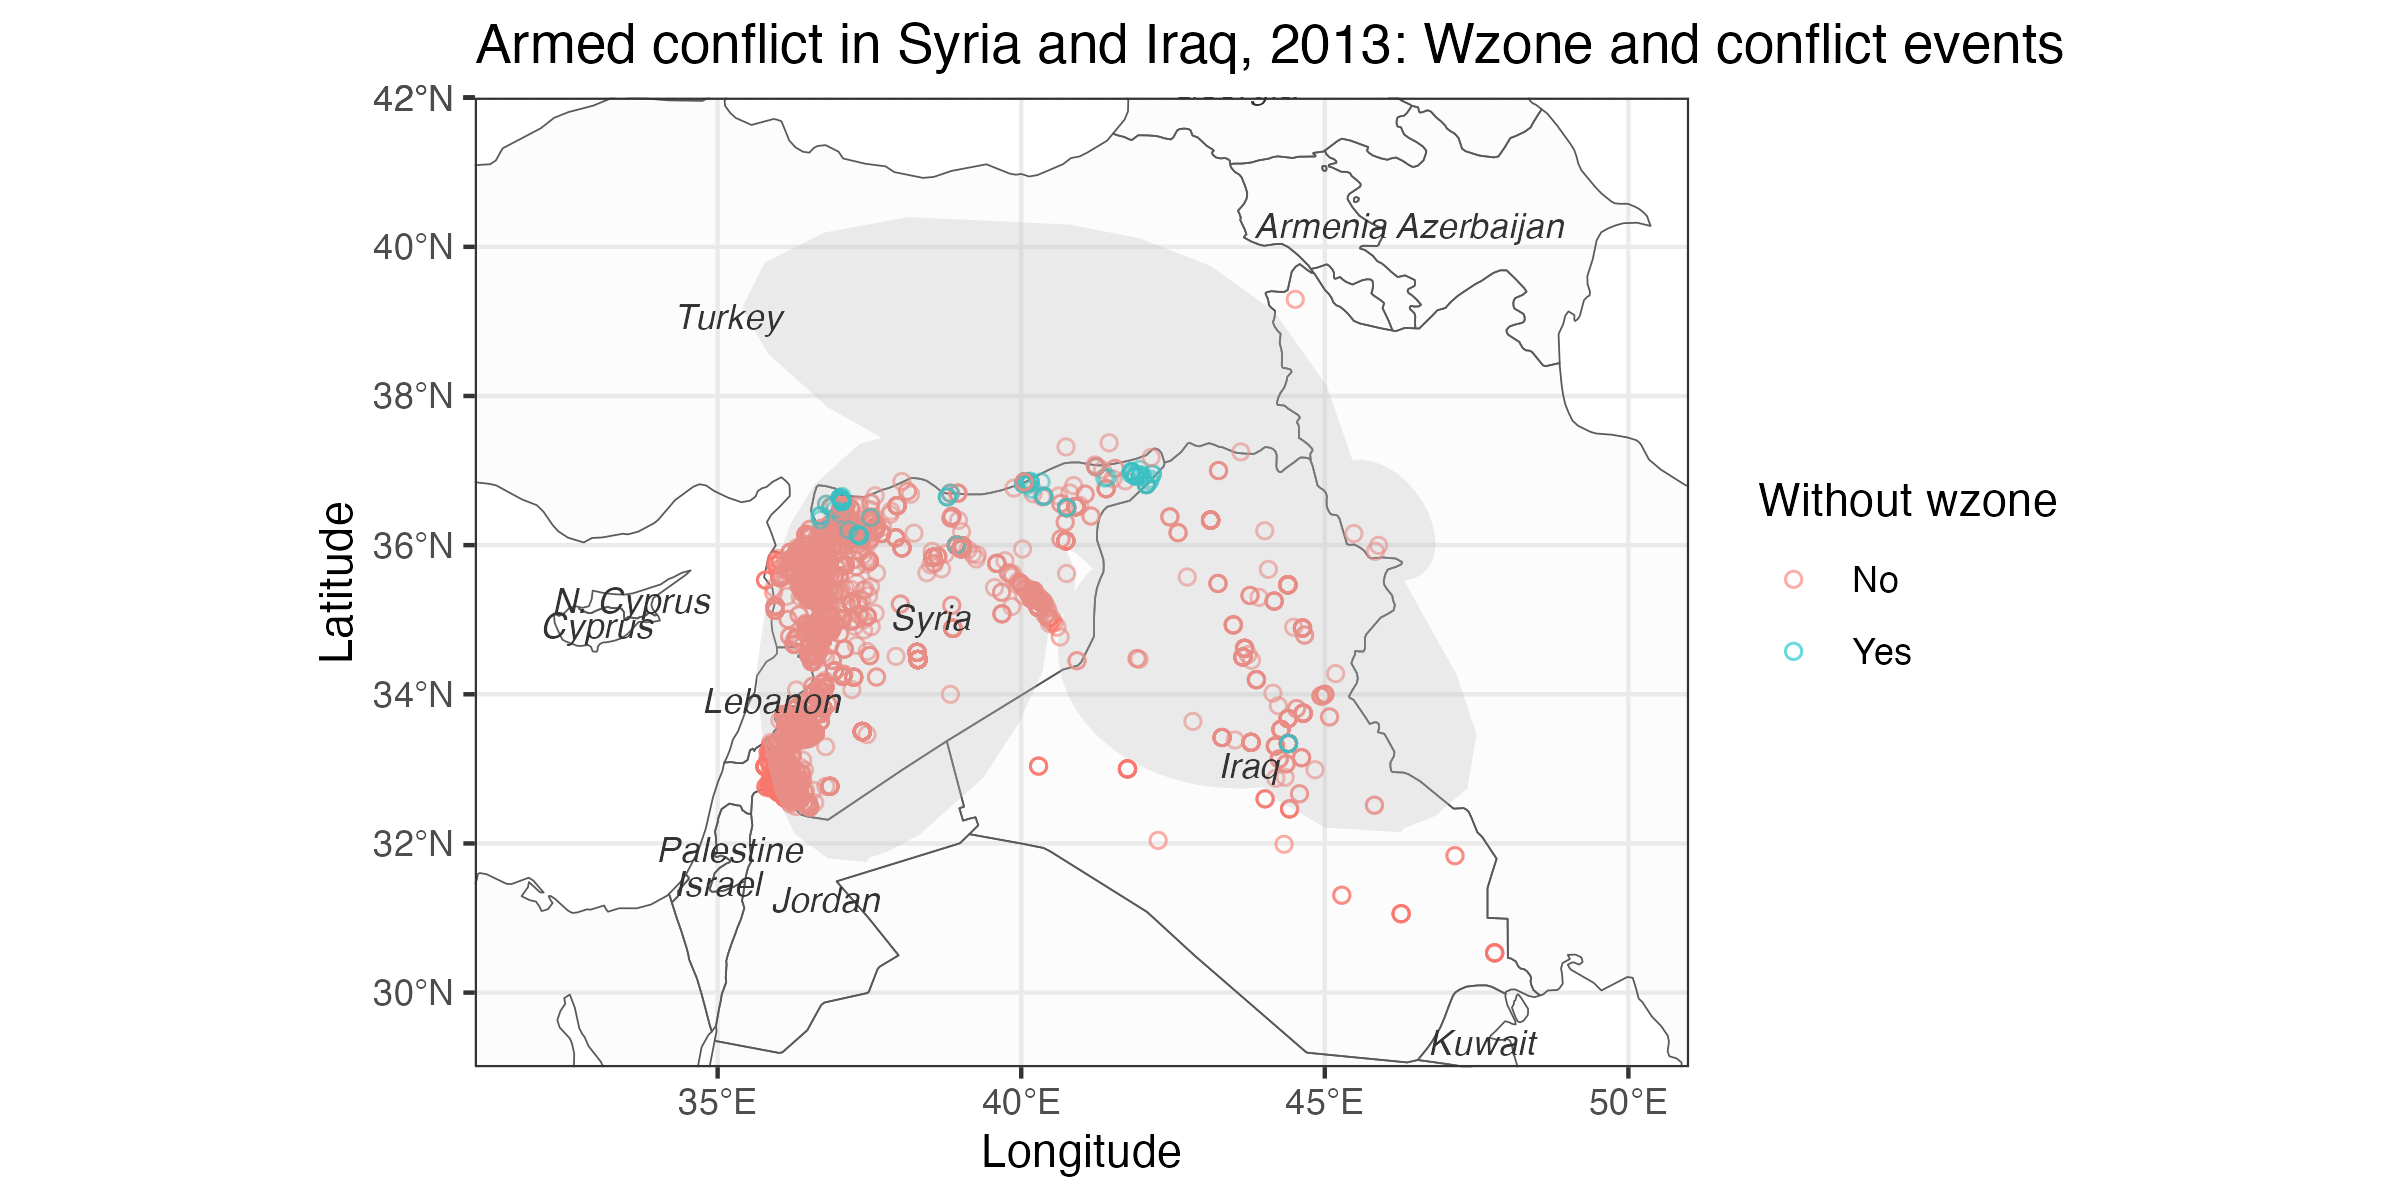 Armed conflict in Syria and Iraq, 2013: Wzone and conflict events
42°N
40°N
38°N
36°N
34°N
32°N
30°N
Latitude
Armenia
Azerbaijan
Turkey
N. Cyprus
Cyprus
Syria
Lebanon
Iraq
Palestine
Israel
Jordan
Kuwait
35°E
40°E
45°E
50°E
Longitude
Without wzone
No
Yes